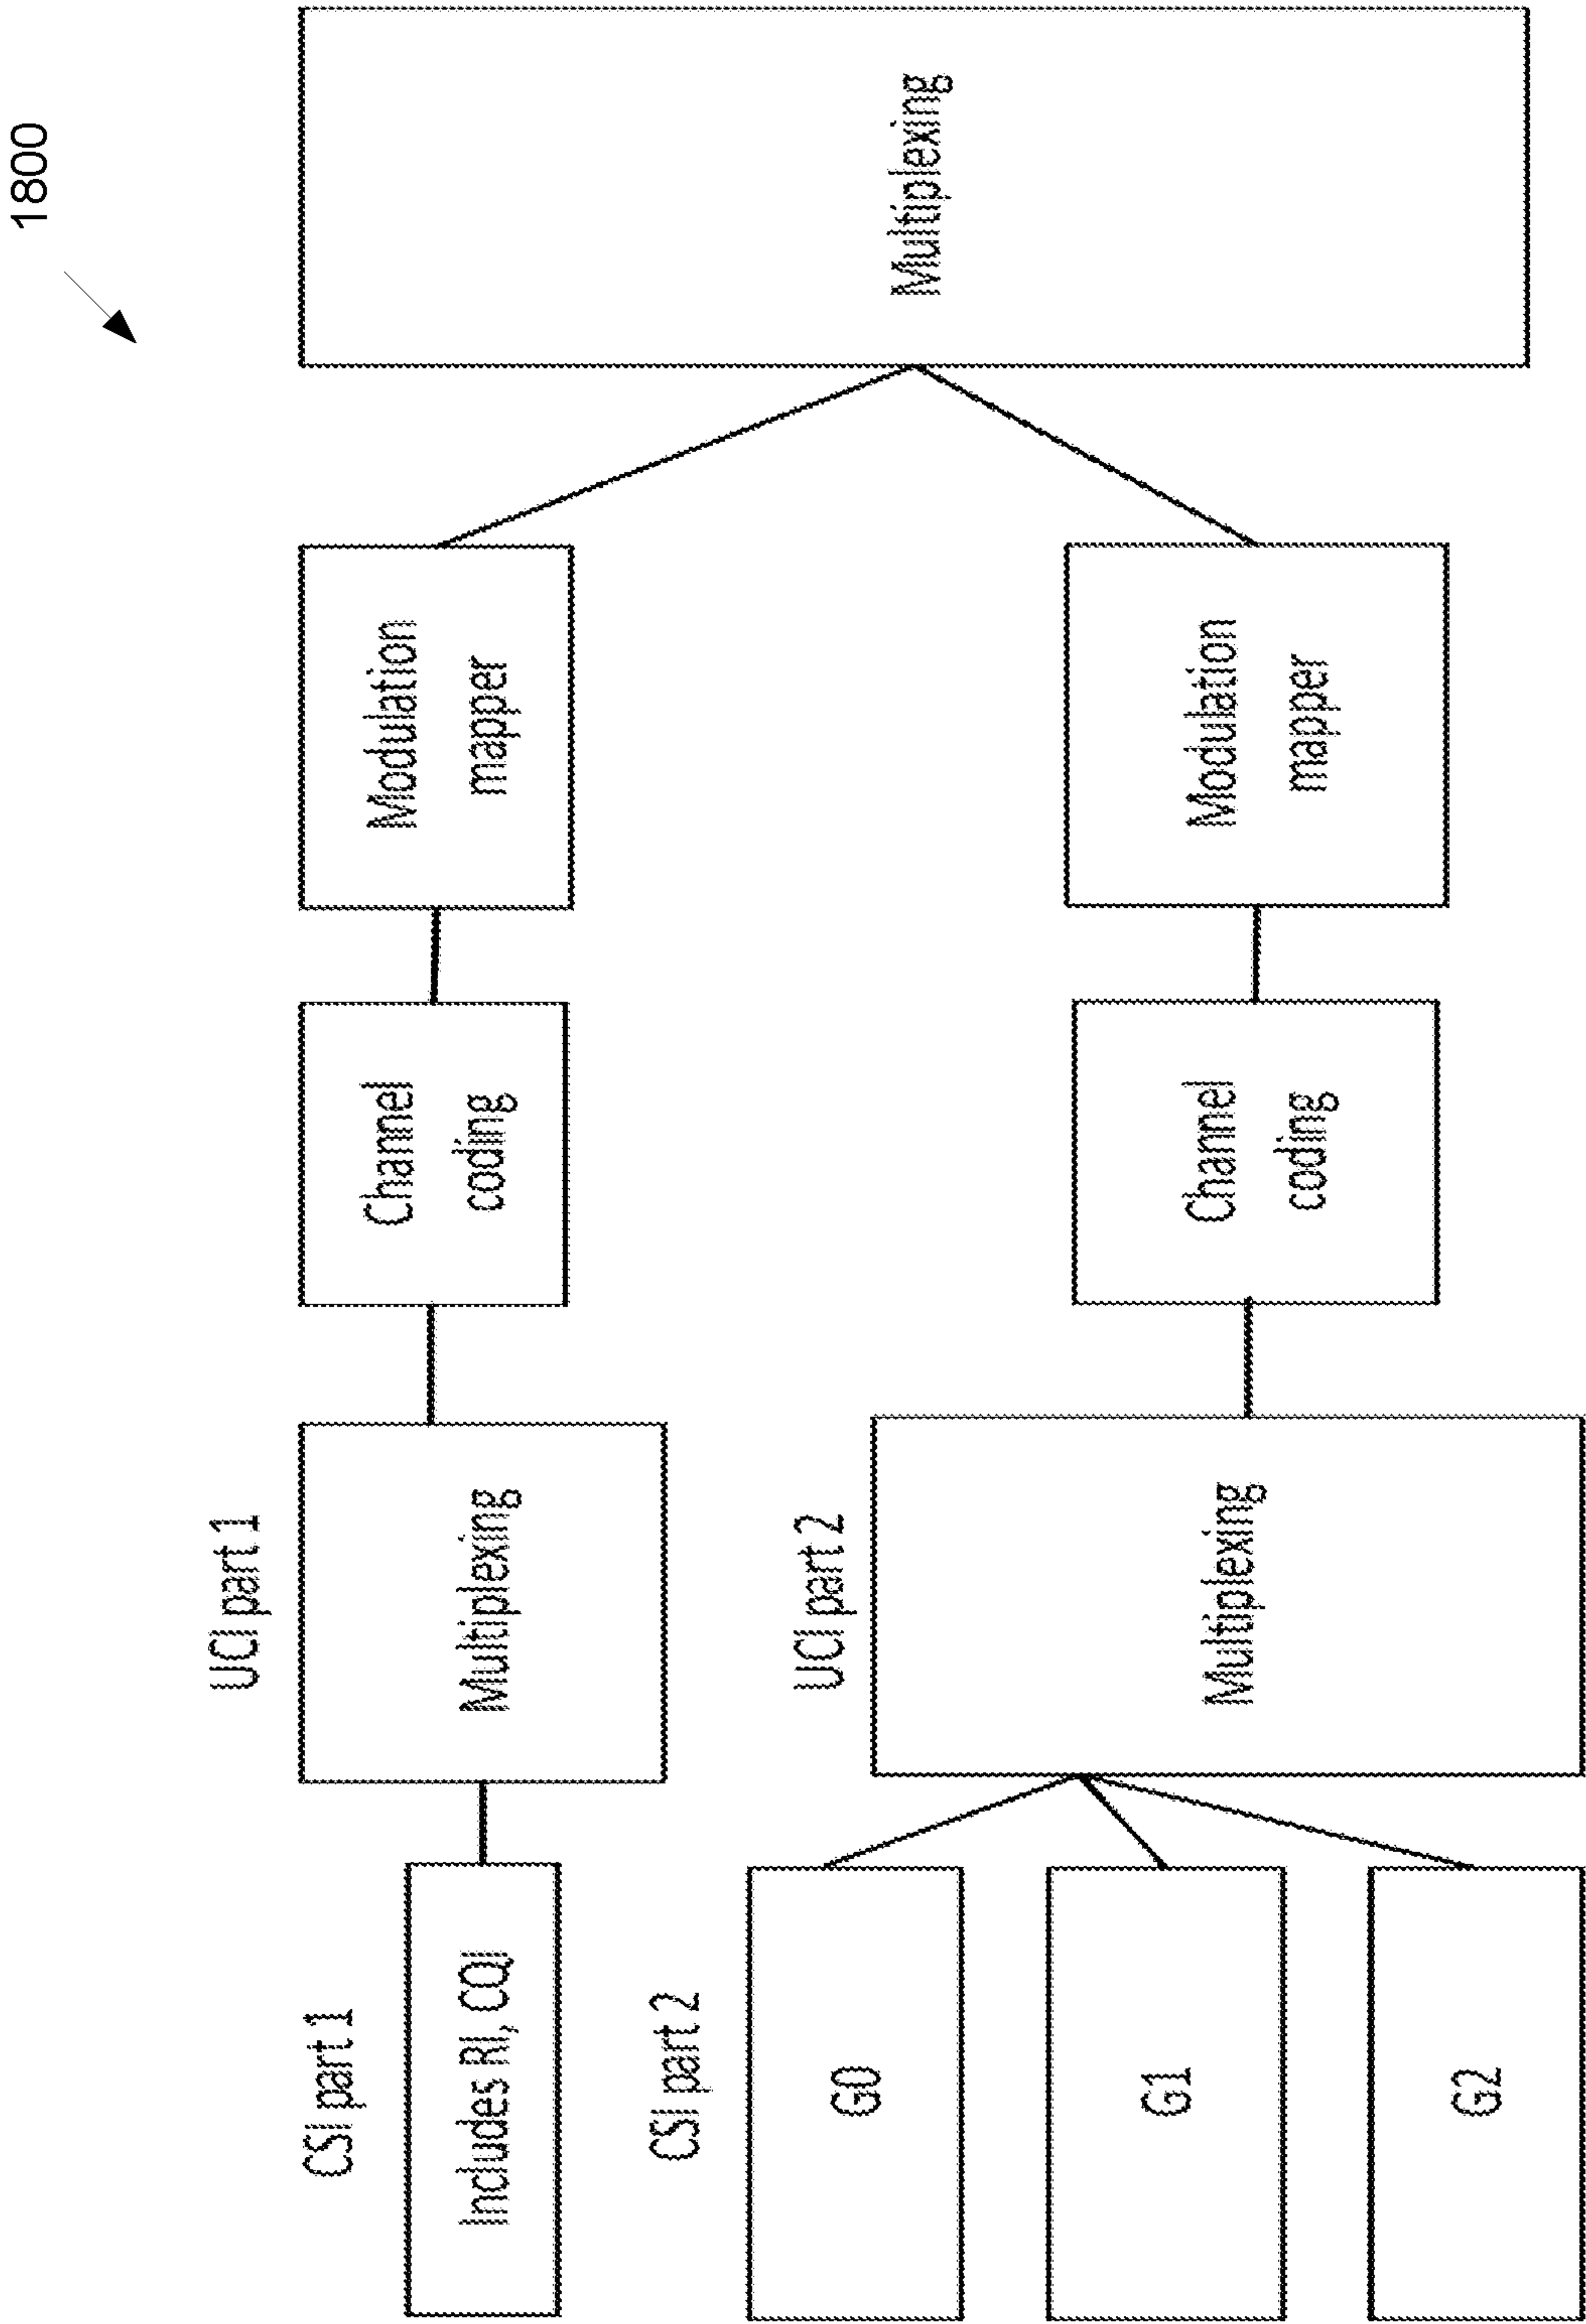 1800
CSI part 1
Includes RI, CQI
UCI part 1
Multiplexing
Channel
coding
Modulation
mapper
CSI part 2
G0
G1
G2
UCI part 2
Multiplexing
Channel
coding
Modulation
mapper
Multiplexing